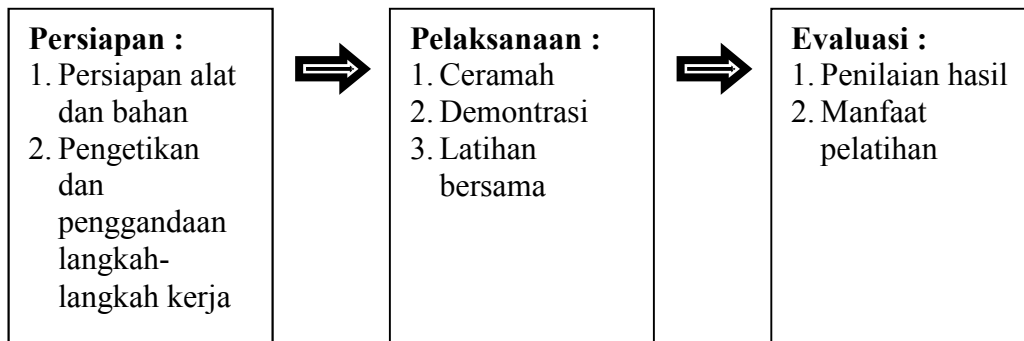 Persiapan :
1. Persiapan alat
dan bahan
2. Pengetikan
dan
penggandaan
langkah-
langkah kerja
Pelaksanaan :
1. Ceramah
2. Demontrasi
3. Latihan
bersama
Evaluasi :
1. Penilaian hasil
2. Manfaat
pelatihan